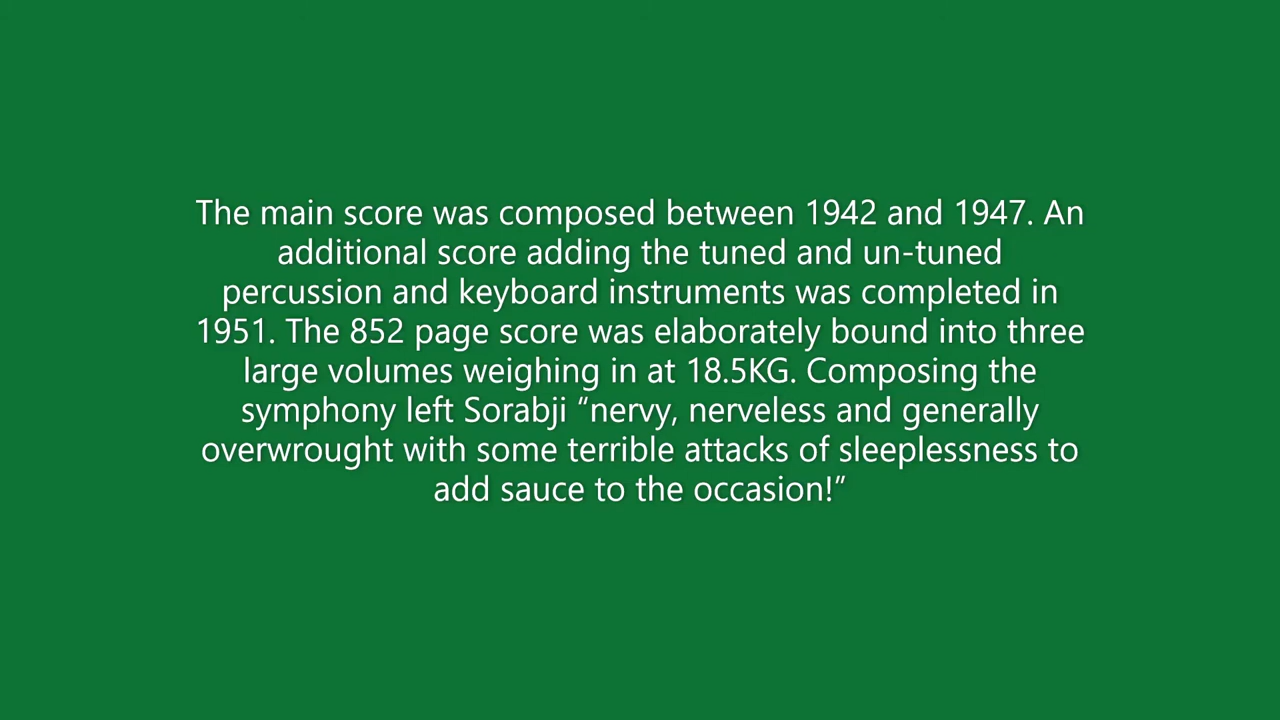 The main score was composed between 1942 and 1947. An
additional score adding the tuned and un-tuned
percussion and keyboard instruments was completed in
1951. The 852 page score was elaborately bound into three
large volumes weighing in at 18.5KG. Composing the
symphony left Sorabji “nervy, nerveless and generally
overwrought with some terrible attacks of sleeplessness to
add sauce to the occasion!”